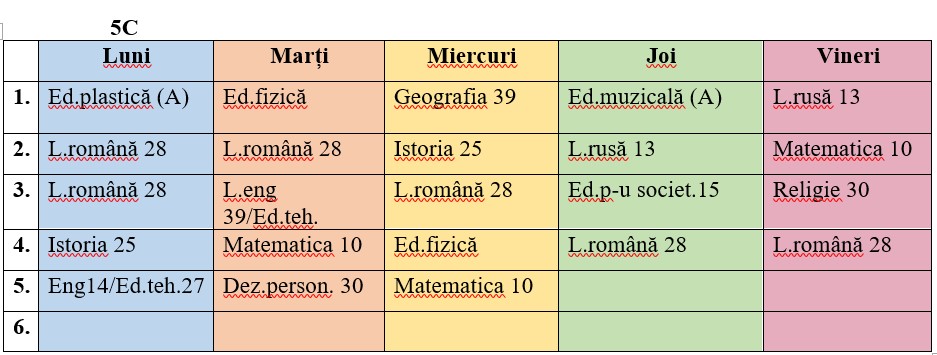 5C
Luni Marți Miercuri Joi Vineri
1. Ed.plastică (A) Ed.fizică Geografia 39 Ed.muzicală (A) L.rusă 13
2. L.română 28 L.română 28 Istoria 25 L.rusă 13 Matematica 10
3. L.română 28 L.eng L.română 28 Ed.p-u societ.15 Religie 30
39/Ed.teh.
4. Istoria 25 Matematica 10 Ed.fizică L.română 28 L.română 28
5. Eng14/Ed.teh.27 Dez.person. 30 Matematica 10
6.